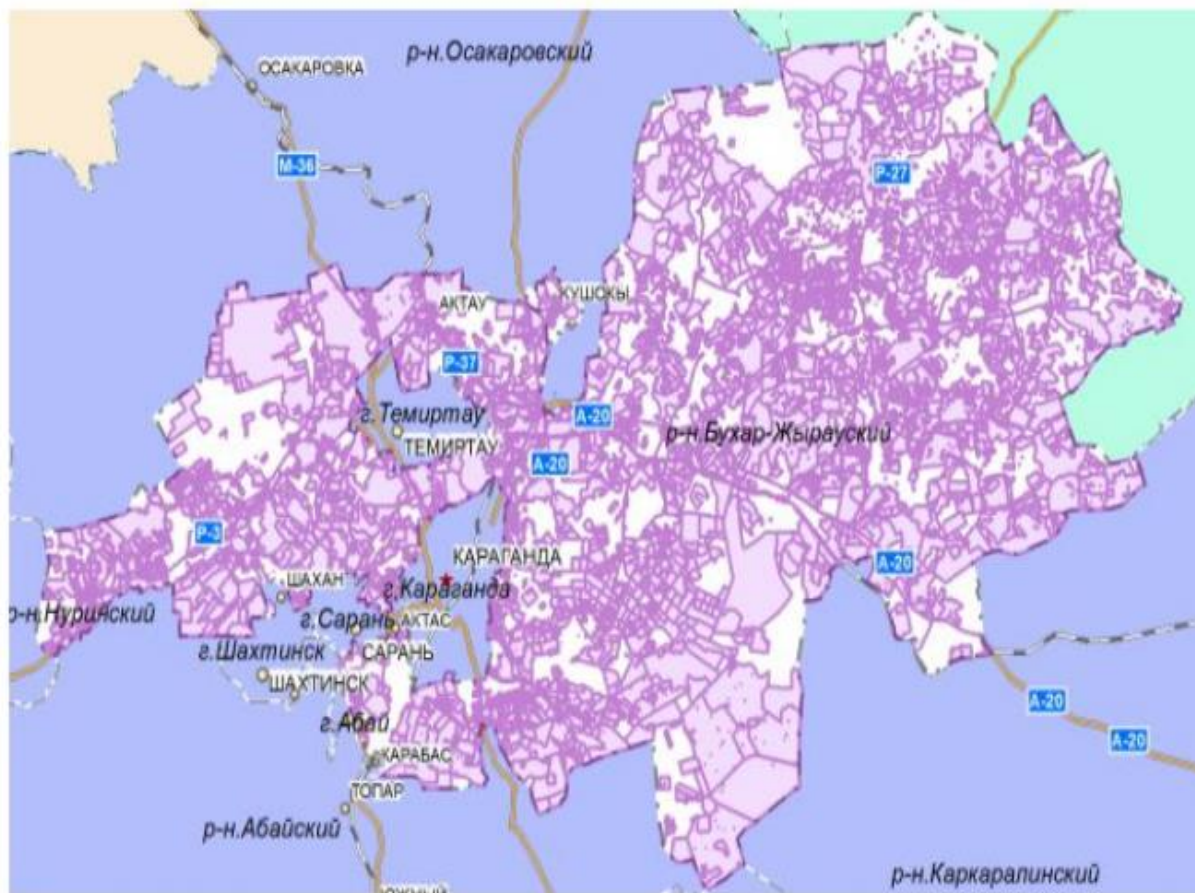 р-н.Осакаровский
ОСАКАРОВКА
М-36
Р-27
АКТАУ
КУШОКЫ
Р-37
г.Темиртау
А-20
р-н.Бухар-Жырауский
ТЕМИРТАУ
А-20
Р-3
КАРАГАНДА
А-20
ШАХАН
г.Караганда
р-н.Нуринский
г.Сарань
АКТАС
г.Шахтинск
САРАНЬ
ШАХТИНСК
А-20
г.Абай
А-20
КАРАБАС
ТОПАР
р-н.Абайский
р-н.Каркаралинский